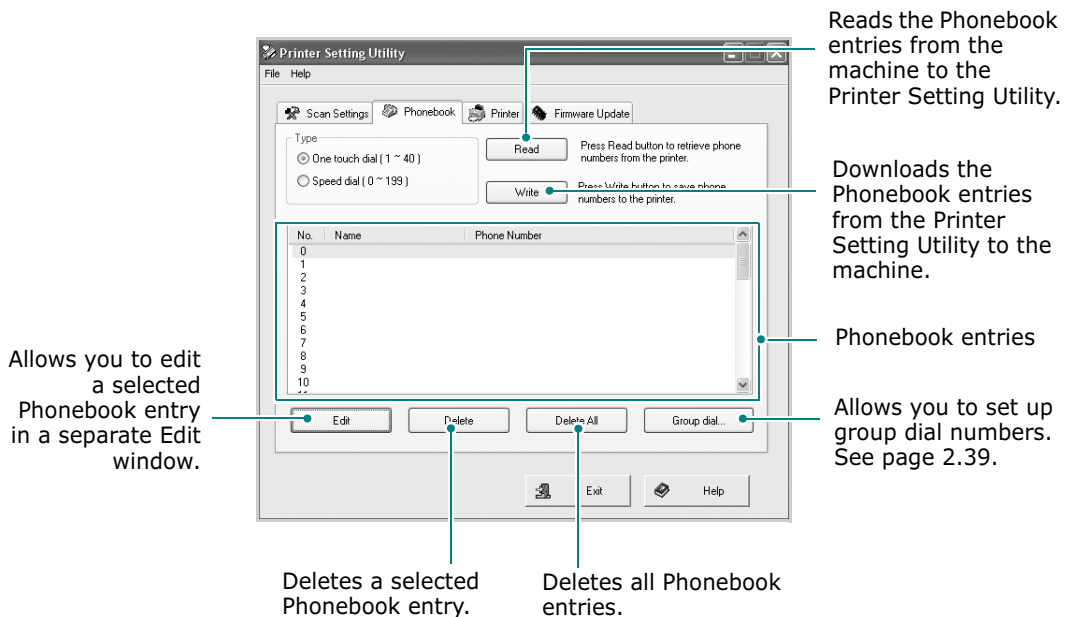 Reads the Phonebook
entries from the
machine to the
Printer Setting Utility.
Printer Setting Utility
File Help
Scan Settings Phonebook Printer Firmware Update
Type
One touch dial ( 1 ~ 40 )
Speed dial ( 0 ~ 199 )
Read
Press Read button to retrieve phone
numbers from the printer.
Write
Press Write button to save phone
numbers to the printer.
Downloads the
Phonebook entries
from the Printer
Setting Utility to the
machine.
No. Name Phone Number
0
1
2
3
4
5
6
7
8
9
10
Phonebook entries
Allows you to edit
a selected
Phonebook entry
in a separate Edit
window.
Edit Delete Delete All Group dial...
Allows you to set up
group dial numbers.
See page 2.39.
Exit Help
Deletes a selected
Phonebook entry.
Deletes all Phonebook
entries.